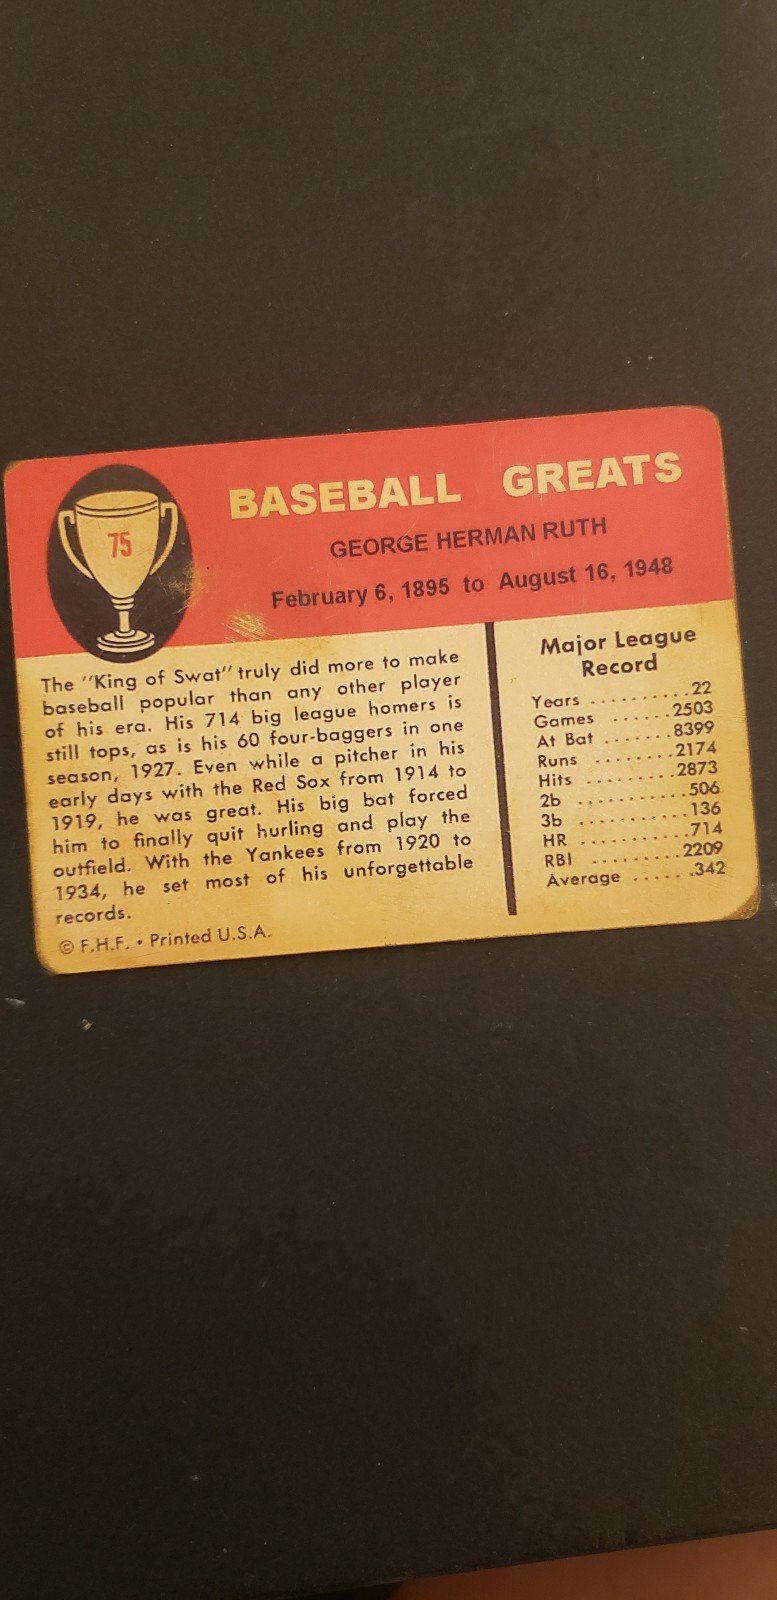 75
BASEBALL GREATS
GEORGE HERMAN RUTH
February 6, 1895 to August 16, 1948
The "King of Swat" truly did more to make
baseball popular than any other player
of his era. His 714 big league homers is
still tops, as is his 60 four-baggers in one
season, 1927. Even while a pitcher in his
early days with the Red Sox from 1914 to
1919, he was great. His big bat forced
him to finally quit hurling and play the
outfield. With the Yankees from 1920 to
1934, he set most of his unforgettable
records.
© F.H.F. • Printed U.S.A.
Major League
Record
Years ..........22
Games ......2503
At Bat .......8399
Runs ........2174
Hits .........2873
2b ...........506
3b ...........136
HR ...........714
RBI .........2209
Average ......342